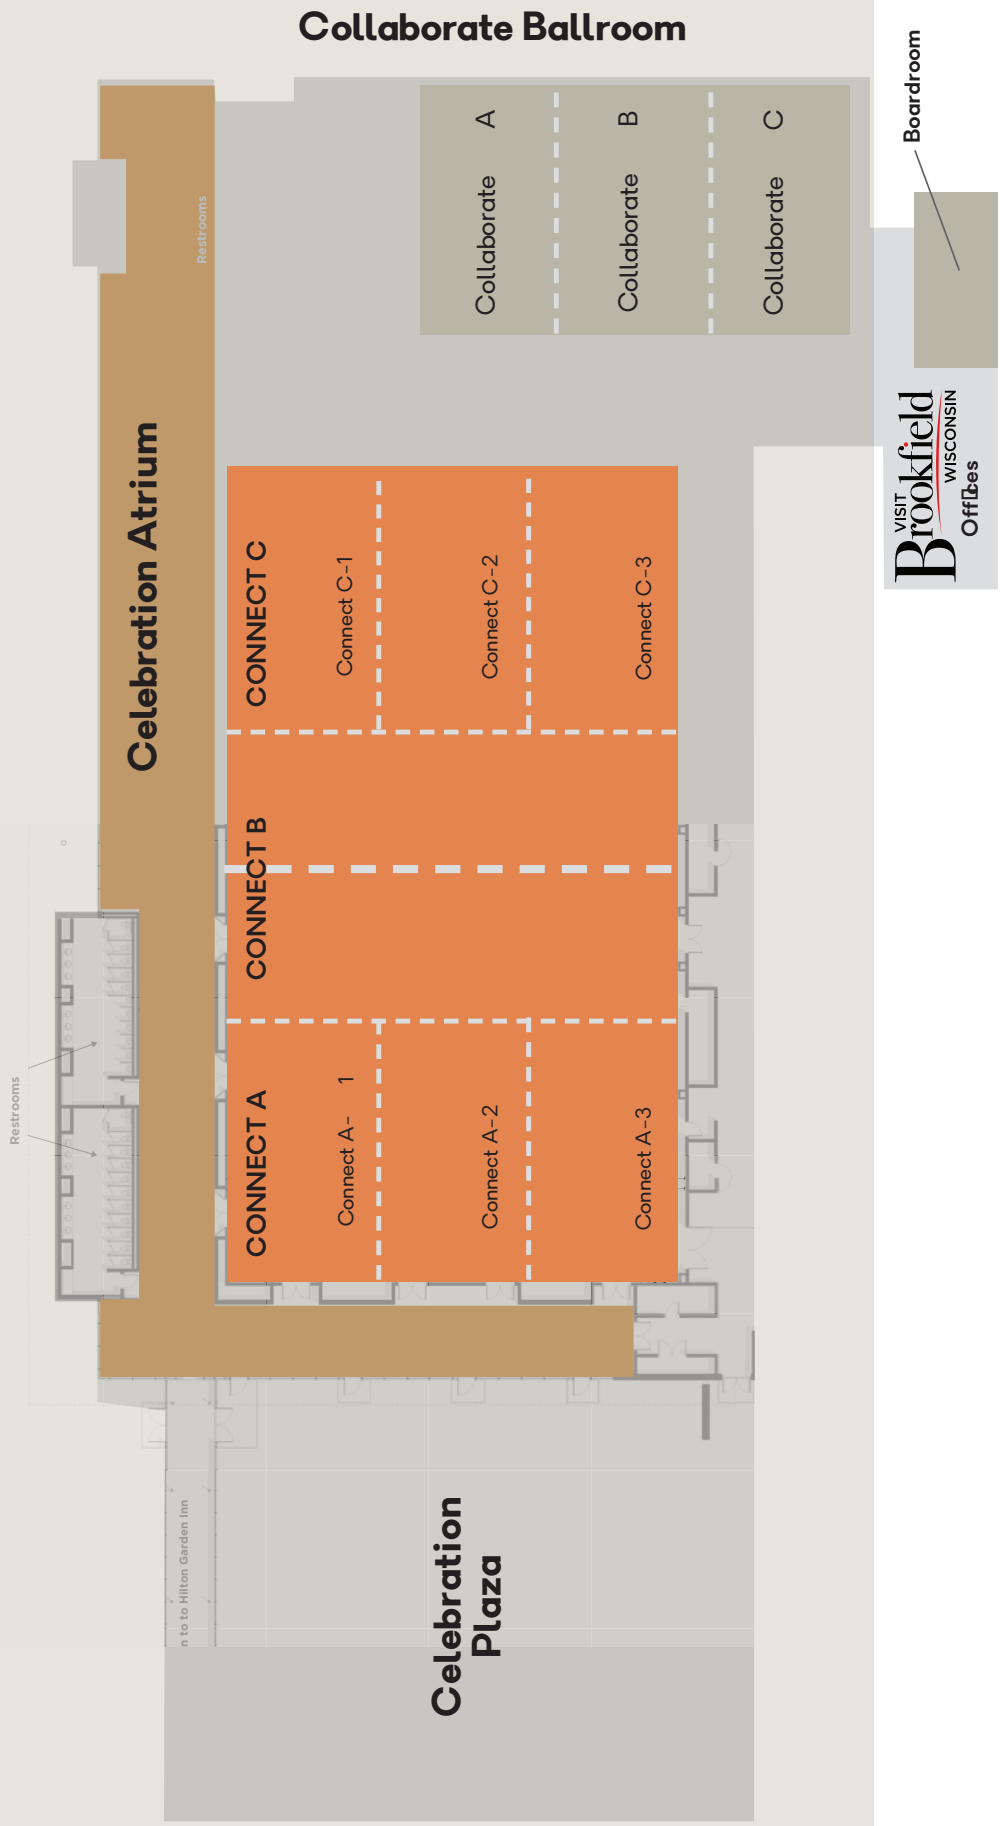 Collaborate Ballroom
Boardroom
Collaborate A
Collaborate B
Collaborate C
Restrooms
Celebration Atrium
VISIT
Brookfield
WISCONSIN
Offices
CONNECT C
Connect C-1
Connect C-2
Connect C-3
CONNECT B
CONNECT A
Connect A- 1
Connect A-2
Connect A-3
Restrooms
n to to Hilton Garden Inn
Celebration
Plaza